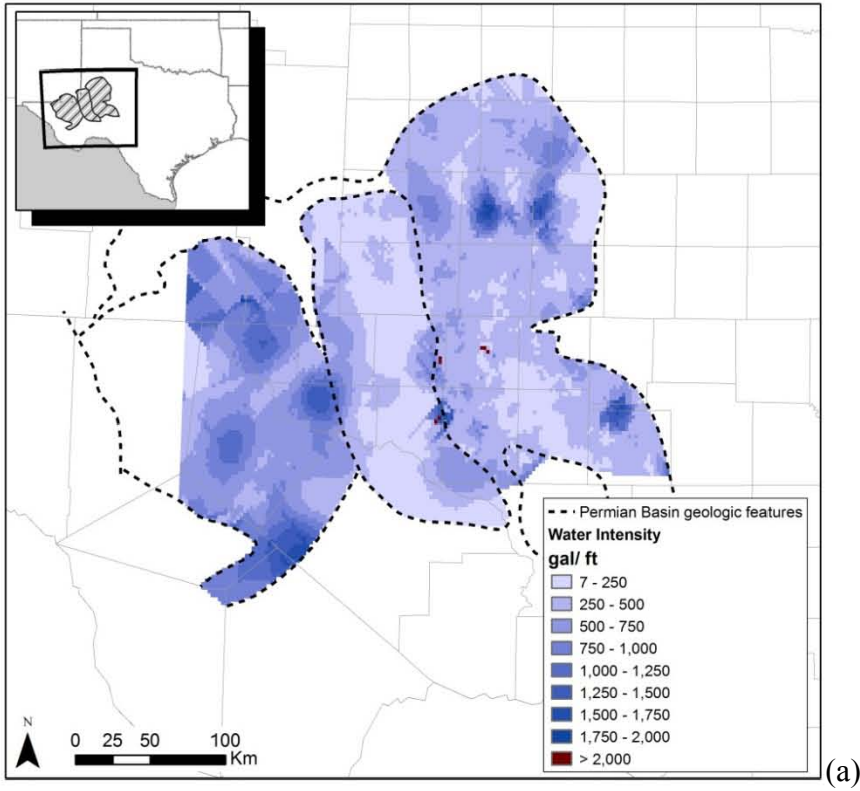 Permian Basin geologic features
Water Intensity
gal/ ft
7 - 250
250 - 500
500 - 750
750 - 1,000
1,000 - 1,250
1,250 - 1,500
1,500 - 1,750
1,750 - 2,000
> 2,000
N
0 25 50 100
Km
(a)